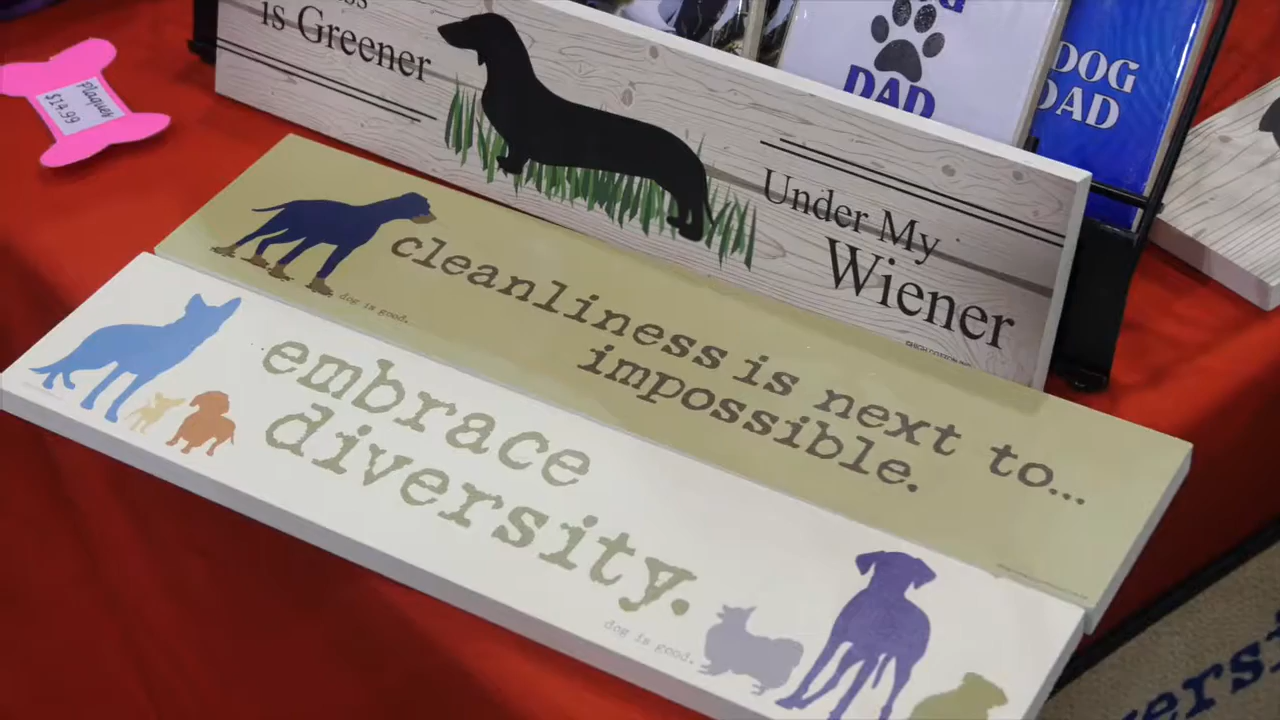 is Greener
Under My
Wiener
Plaques
$14.99
DOG
DAD
DOG
DAD
cleanliness is next to...
impossible.
dog is good.
embrace
diversity.
dog is good.